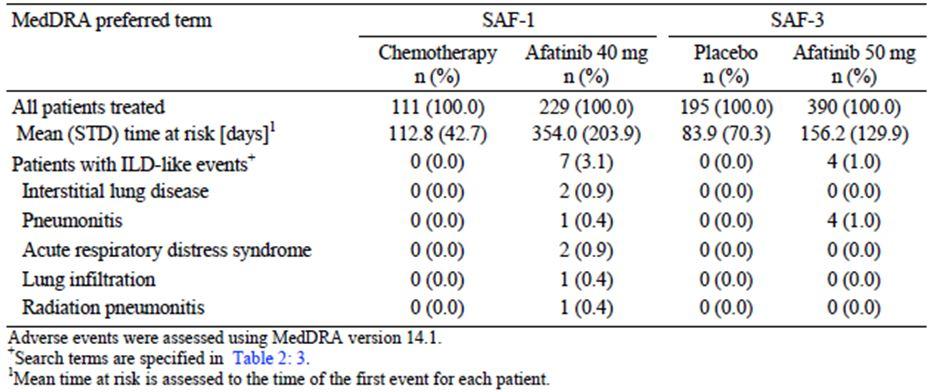 MedDRA preferred term SAF-1 SAF-3
Chemotherapy Afatinib 40 mg Placebo Afatinib 50 mg
n (%) n (%) n (%) n (%)
All patients treated 111 (100.0) 229 (100.0) 195 (100.0) 390 (100.0)
Mean (STD) time at risk [days]1 112.8 (42.7) 354.0 (203.9) 83.9 (70.3) 156.2 (129.9)
Patients with ILD-like events+ 0 (0.0) 7 (3.1) 0 (0.0) 4 (1.0)
Interstitial lung disease 0 (0.0) 2 (0.9) 0 (0.0) 0 (0.0)
Pneumonitis 0 (0.0) 1 (0.4) 0 (0.0) 4 (1.0)
Acute respiratory distress syndrome 0 (0.0) 2 (0.9) 0 (0.0) 0 (0.0)
Lung infiltration 0 (0.0) 1 (0.4) 0 (0.0) 0 (0.0)
Radiation pneumonitis 0 (0.0) 1 (0.4) 0 (0.0) 0 (0.0)
Adverse events were assessed using MedDRA version 14.1.
+Search terms are specified in Table 2: 3.
1Mean time at risk is assessed to the time of the first event for each patient.